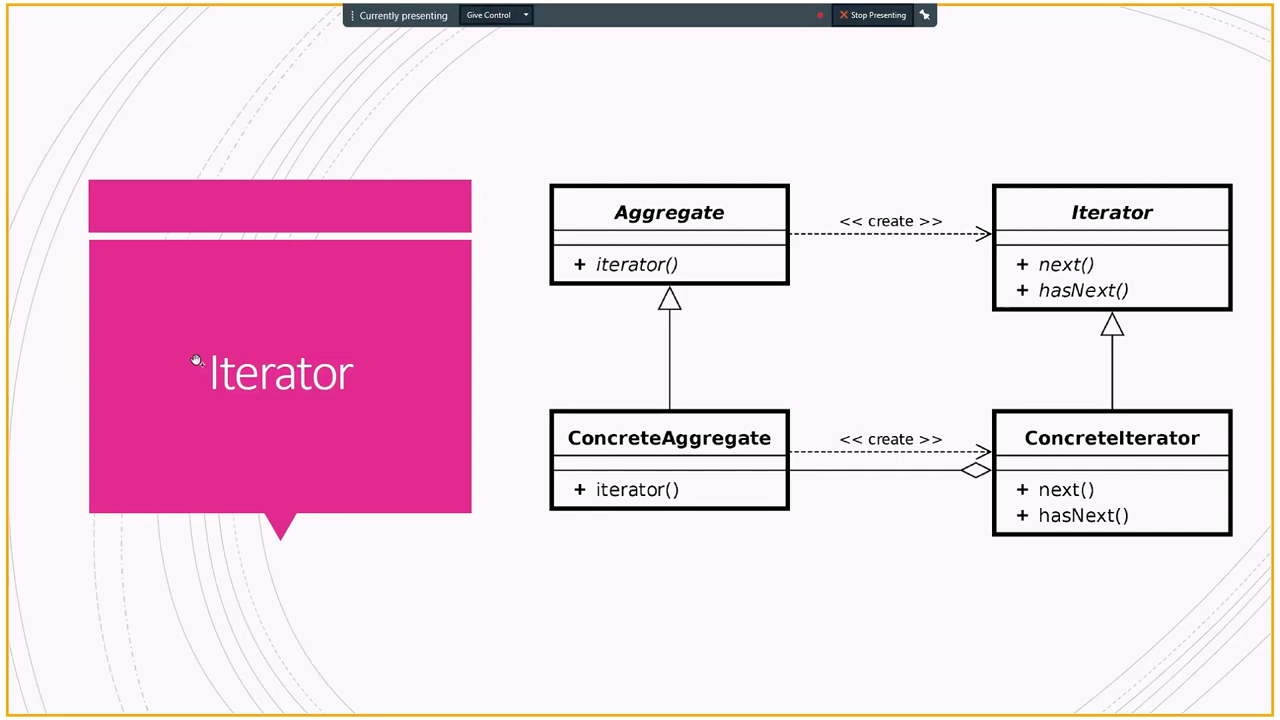 Currently presenting Give Control Stop Presenting
Iterator
Aggregate
+ iterator()
<< create >>
Iterator
+ next()
+ hasNext()
ConcreteAggregate
+ iterator()
<< create >>
ConcreteIterator
+ next()
+ hasNext()